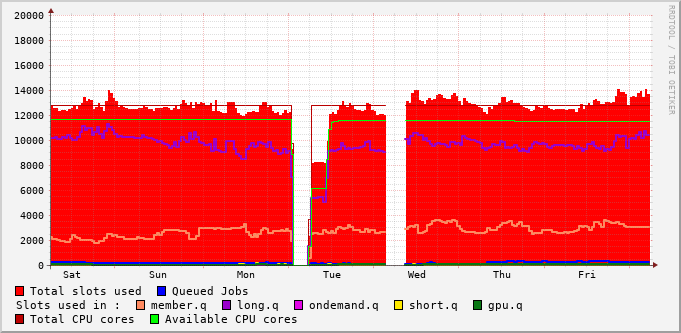 20000
18000
16000
14000
12000
10000
8000
6000
4000
2000
0
Sat Sun Mon Tue Wed Thu Fri
RRDTOOL / TOBI OETIKER
Total slots used Queued Jobs
Slots used in : member.q long.q ondemand.q short.q gpu.q
Total CPU cores Available CPU cores